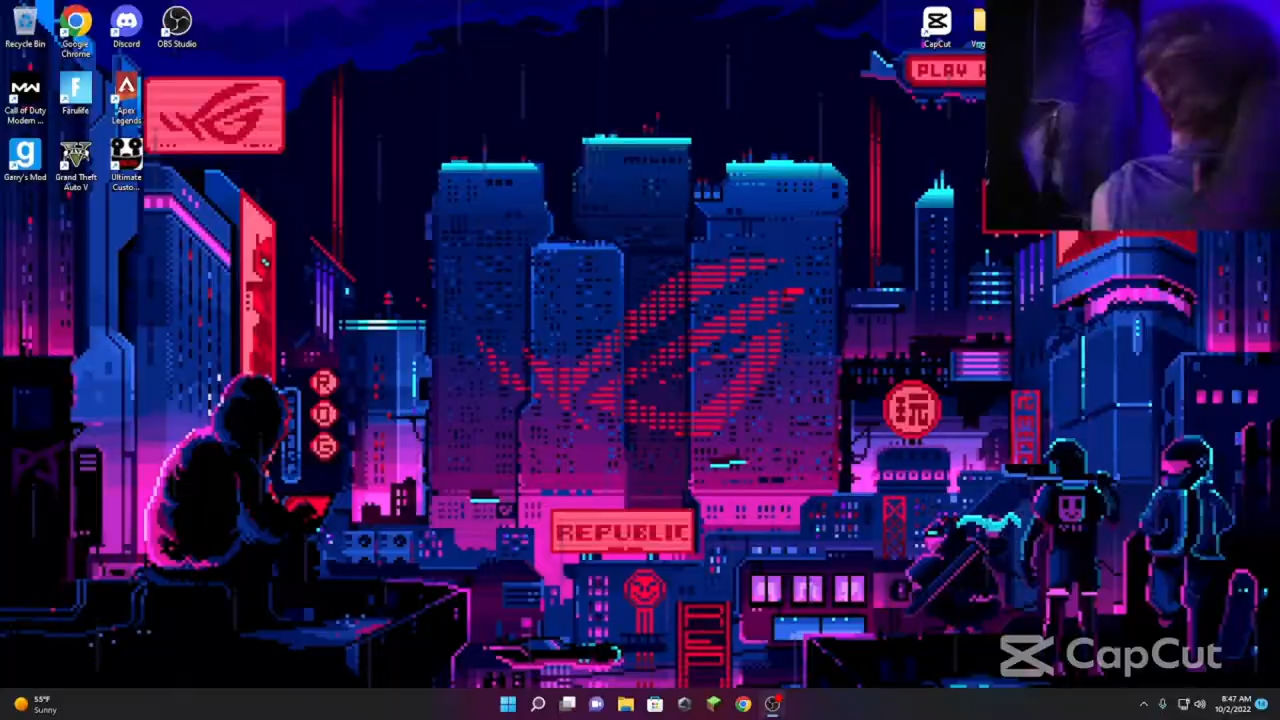 Recycle Bin
Google
Chrome
Discord
OBS Studio
CapCut
PLAY
Call of Duty
Modern ...
Farulife
Apex
Legends
Garry's Mod
Grand Theft
Auto V
Ultimate
Custo...
R
O
G
玩
REPUBLIC
CapCut
55°F
Sunny
8:47 AM
10/2/2022